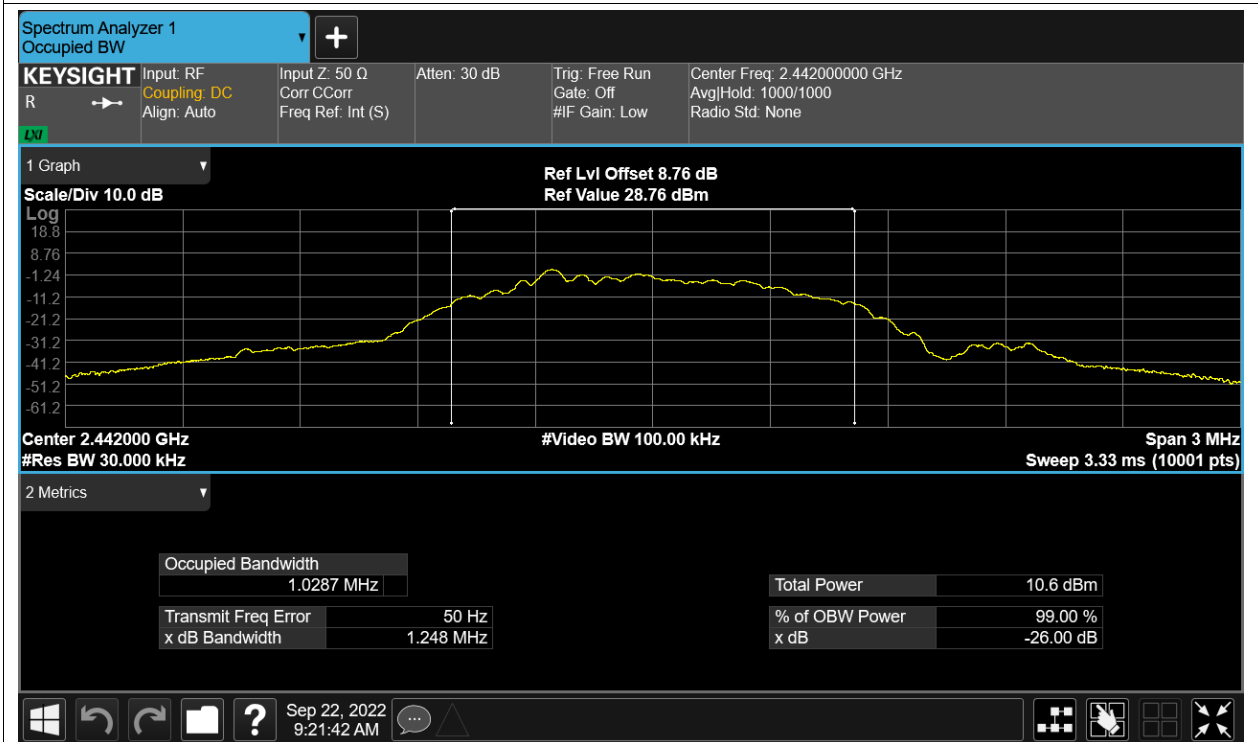 Spectrum Analyzer 1
Occupied BW
KEYSIGHT
R
LXI
Input: RF
Coupling: DC
Align: Auto
Input Z: 50 Ω
Corr CCorr
Freq Ref: Int (S)
Atten: 30 dB
Trig: Free Run
Gate: Off
#IF Gain: Low
Center Freq: 2.442000000 GHz
Avg|Hold: 1000/1000
Radio Std: None
1 Graph
Ref Lvl Offset 8.76 dB
Scale/Div 10.0 dB
Ref Value 28.76 dBm
Log
18.8
8.76
-1.24
-11.2
-21.2
-31.2
-41.2
-51.2
-61.2
Center 2.442000 GHz
#Video BW 100.00 kHz
Span 3 MHz
#Res BW 30.000 kHz
Sweep 3.33 ms (10001 pts)
2 Metrics
Occupied Bandwidth
1.0287 MHz
Total Power 10.6 dBm
Transmit Freq Error 50 Hz
% of OBW Power 99.00 %
x dB Bandwidth 1.248 MHz
x dB -26.00 dB
?
Sep 22, 2022
9:21:42 AM